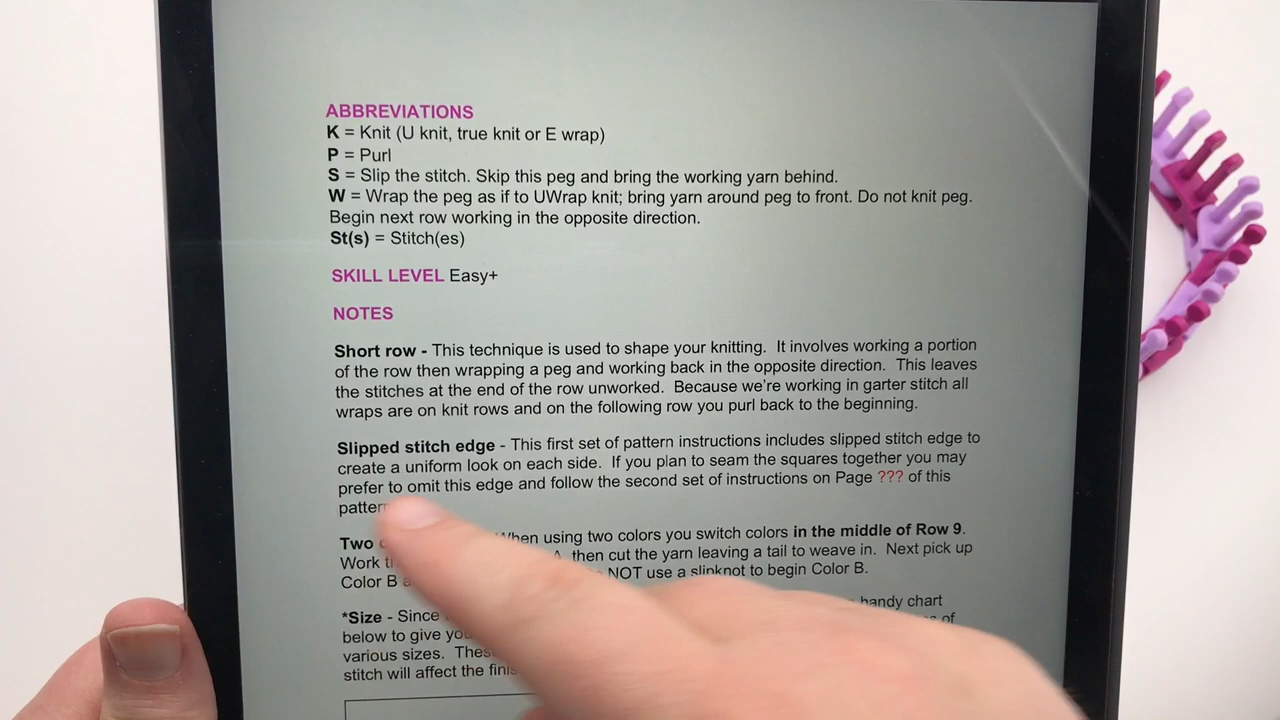 ABBREVIATIONS
K = Knit (U knit, true knit or E wrap)
P = Purl
S = Slip the stitch. Skip this peg and bring the working yarn behind.
W = Wrap the peg as if to UWrap knit; bring yarn around peg to front. Do not knit peg.
Begin next row working in the opposite direction.
St(s) = Stitch(es)
SKILL LEVEL Easy+
NOTES
Short row - This technique is used to shape your knitting. It involves working a portion
of the row then wrapping a peg and working back in the opposite direction. This leaves
the stitches at the end of the row unworked. Because we're working in garter stitch all
wraps are on knit rows and on the following row you purl back to the beginning.
Slipped stitch edge - This first set of pattern instructions includes slipped stitch edge to
create a uniform look on each side. If you plan to seam the squares together you may
prefer to omit this edge and follow the second set of instructions on Page ??? of this
Two When using two colors you switch colors in the middle of Row 9.
Work then cut the yarn leaving a tail to weave in. Next pick up
Color B NOT use a slipknot to begin Color B.
*Size - Since handy chart
below to give of
various sizes.
stitch will affect the